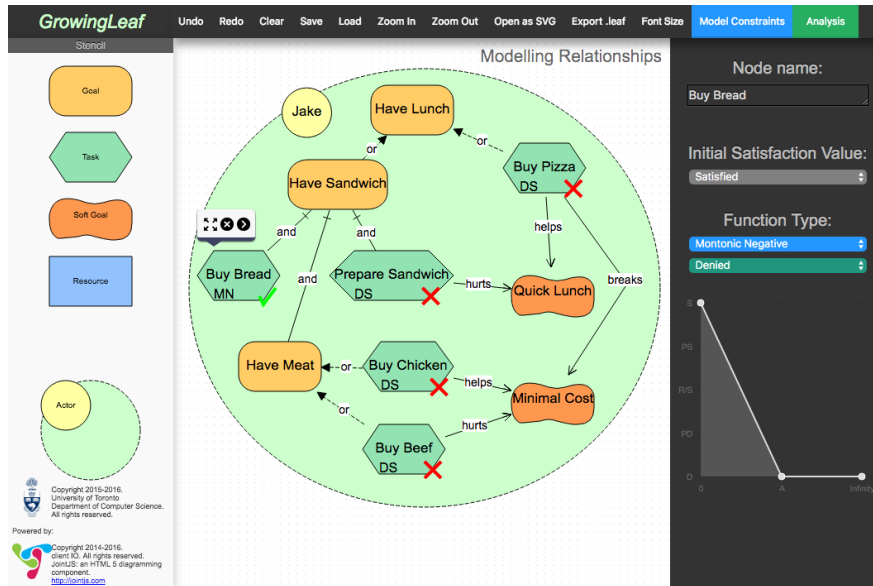 GrowingLeaf
Undo Redo Clear Save Load Zoom In Zoom Out Open as SVG Export .leaf Font Size Model Constraints Analysis
Stencil
Goal
Task
Soft Goal
Resource
Actor
Copyright 2015-2016.
University of Toronto
Department of Computer Science.
All rights reserved.
Powered by:
Copyright 2014-2016.
client IO. All rights reserved.
JointJS: an HTML 5 diagramming
component.
http://jointjs.com
Modelling Relationships
Jake
Have Lunch
or
or
Buy Pizza
DS
Have Sandwich
helps
and
and
Buy Bread
MN
and
Prepare Sandwich
DS
hurts
Quick Lunch
breaks
Have Meat
or
Buy Chicken
DS
helps
Minimal Cost
or
hurts
Buy Beef
DS
Node name:
Buy Bread
Initial Satisfaction Value:
Satisfied
Function Type:
Montonic Negative
Denied
S
PS
R/S
PD
D
0 A Infinity